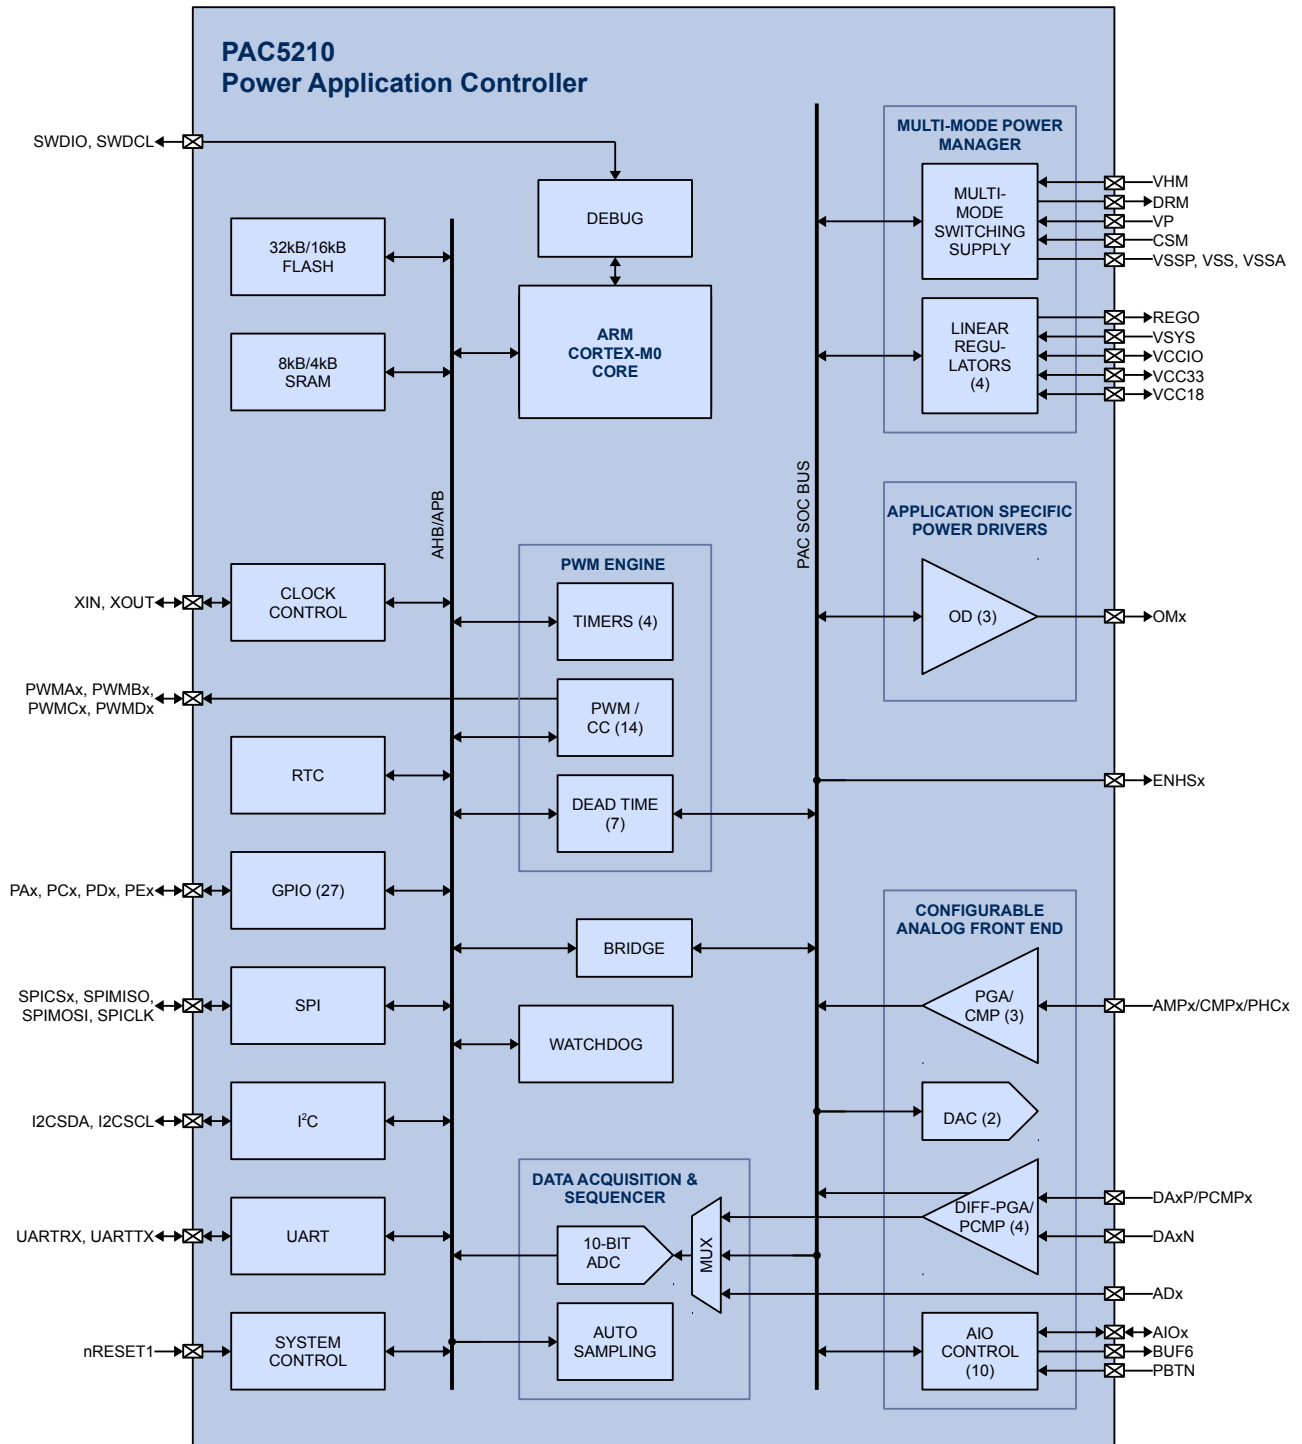 PAC5210
Power Application Controller
SWDIO, SWDCL
DEBUG
32kB/16kB
FLASH
ARM
CORTEX-M0
CORE
8kB/4kB
SRAM
AHB/APB
PAC SOC BUS
MULTI-MODE POWER
MANAGER
MULTI-
MODE
SWITCHING
SUPPLY
VHM
DRM
VP
CSM
VSSP, VSS, VSSA
LINEAR
REGU-
LATORS
(4)
REGO
VSYS
VCCIO
VCC33
VCC18
APPLICATION SPECIFIC
POWER DRIVERS
OD (3)
OMx
ENHSx
XIN, XOUT
CLOCK
CONTROL
PWM ENGINE
TIMERS (4)
PWMAx, PWMBx,
PWMCx, PWMDx
PWM /
CC (14)
RTC
DEAD TIME
(7)
PAx, PCx, PDx, PEx
GPIO (27)
BRIDGE
SPICSx, SPIMISO,
SPIMOSI, SPICLK
SPI
WATCHDOG
I2CSDA, I2CSCL
I²C
UARTRX, UARTTX
UART
nRESET1
SYSTEM
CONTROL
DATA ACQUISITION &
SEQUENCER
10-BIT
ADC
MUX
AUTO
SAMPLING
CONFIGURABLE
ANALOG FRONT END
PGA/
CMP (3)
AMPx/CMPx/PHCx
DAC (2)
DIFF-PGA/
PCMP (4)
DAxP/PCMPx
DAxN
ADx
AIO
CONTROL
(10)
AIOx
BUF6
PBTN